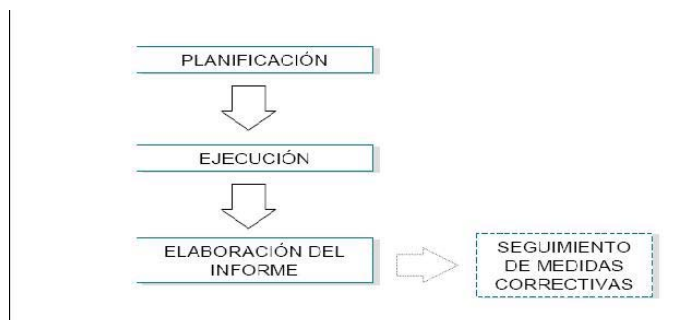 PLANIFICACIÓN
EJECUCIÓN
ELABORACIÓN DEL
INFORME
SEGUIMIENTO
DE MEDIDAS
CORRECTIVAS